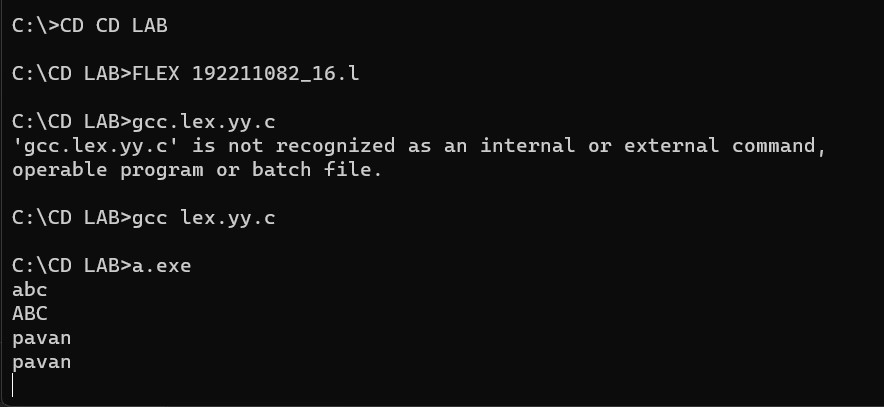 C:\>CD CD LAB
C:\CD LAB>FLEX 192211082_16.l
C:\CD LAB>gcc.lex.yy.c
'gcc.lex.yy.c' is not recognized as an internal or external command,
operable program or batch file.
C:\CD LAB>gcc lex.yy.c
C:\CD LAB>a.exe
abc
ABC
pavan
pavan